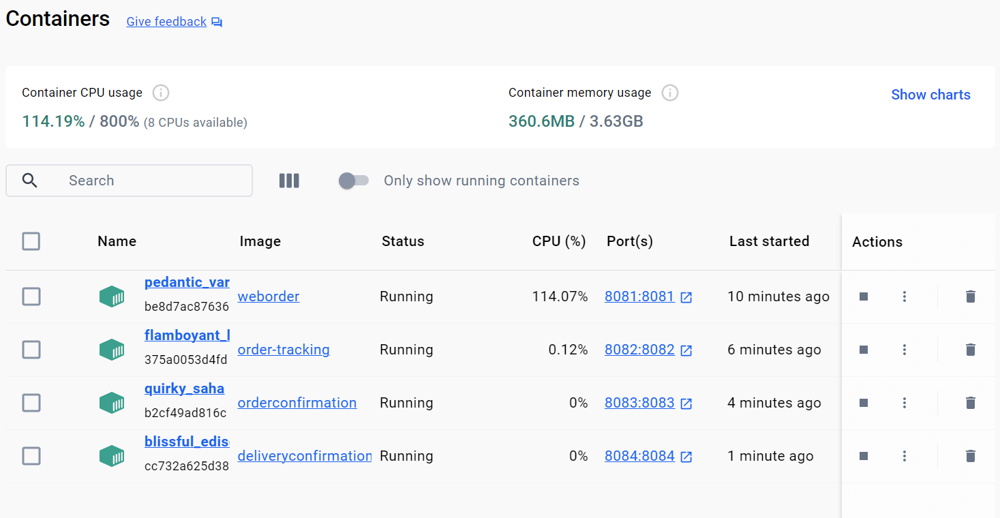 Containers Give feedback
Container CPU usage
114.19% / 800% (8 CPUs available)
Container memory usage
360.6MB / 3.63GB
Show charts
Search
Only show running containers
Name Image Status CPU (%) Port(s) Last started Actions
pedantic_var
be8d7ac87636
weborder Running 114.07% 8081:8081 10 minutes ago
flamboyant_l
375a0053d4fd
order-tracking Running 0.12% 8082:8082 6 minutes ago
quirky_saha
b2cf49ad816c
orderconfirmation Running 0% 8083:8083 4 minutes ago
blissful_edis
cc732a625d38
deliveryconfirmation Running 0% 8084:8084 1 minute ago